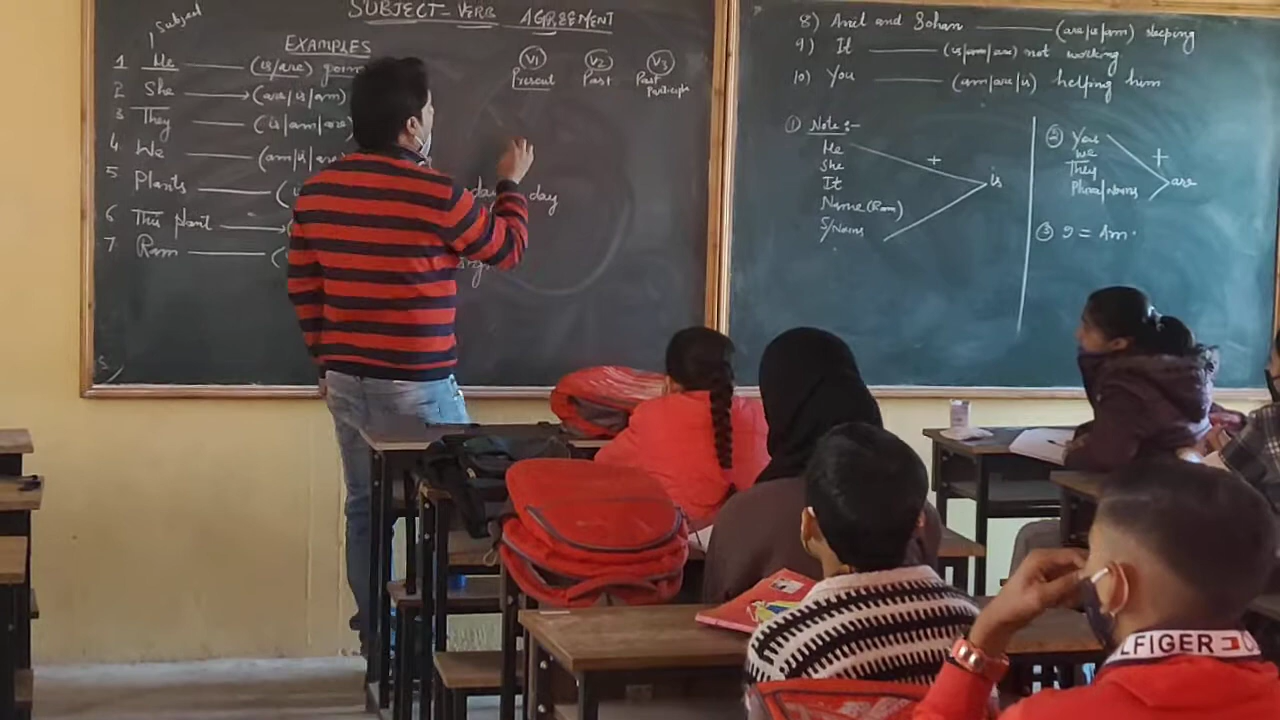 SUBJECT-VERB AGREEMENT
Subject
EXAMPLES
1 He (is/are) goin
2 She (are/is/am)
3 They (is/am/are
4 We (am/is/are
5 Plants (
6 This plant
7 Ram (
V1 V2 V3
Present Past Past Participle
day day
8) Anil and Sohan (are/is/am) sleeping
9) It (is/am/are) not working.
10) You (am/are/is) helping him
① Note:-
He
She
It
Name (Ram)
S/Nouns
+
is
② You
We
They
Plural/Nouns
+
are
③ I = Am.
LFIGER